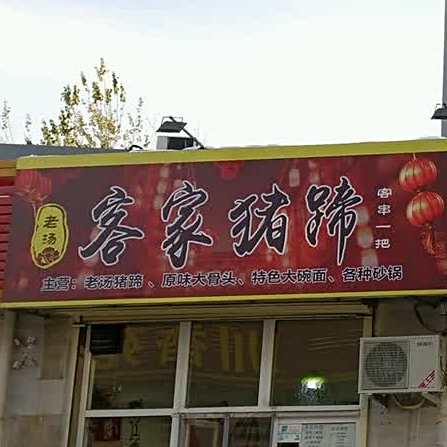 老汤
客家猪蹄
客串一把
主营：老汤猪蹄、原味大骨头、特色大碗面、各种砂锅